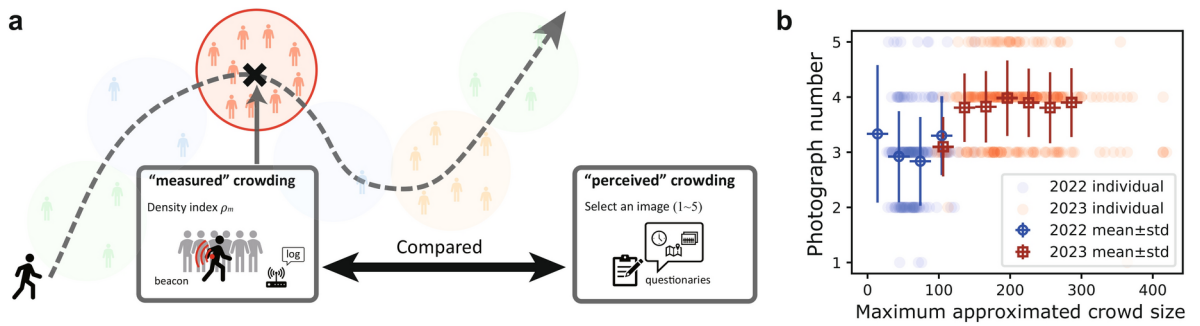 a
"measured" crowding
Density index ρm
log
beacon
Compared
"perceived" crowding
Select an image (1~5)
questionaries
b
Photograph number
5
4
3
2
1
0
100
200
300
400
Maximum approximated crowd size
2022 individual
2023 individual
2022 mean±std
2023 mean±std